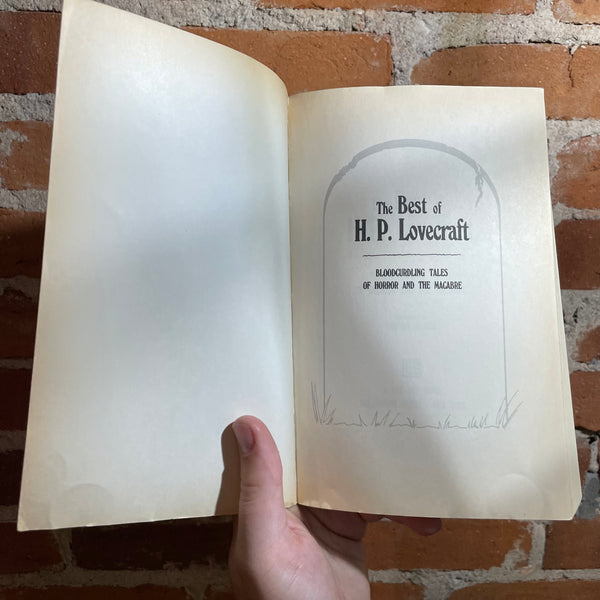 The Best of
H. P. Lovecraft
BLOODCURDLING TALES
OF HORROR AND THE MACABRE